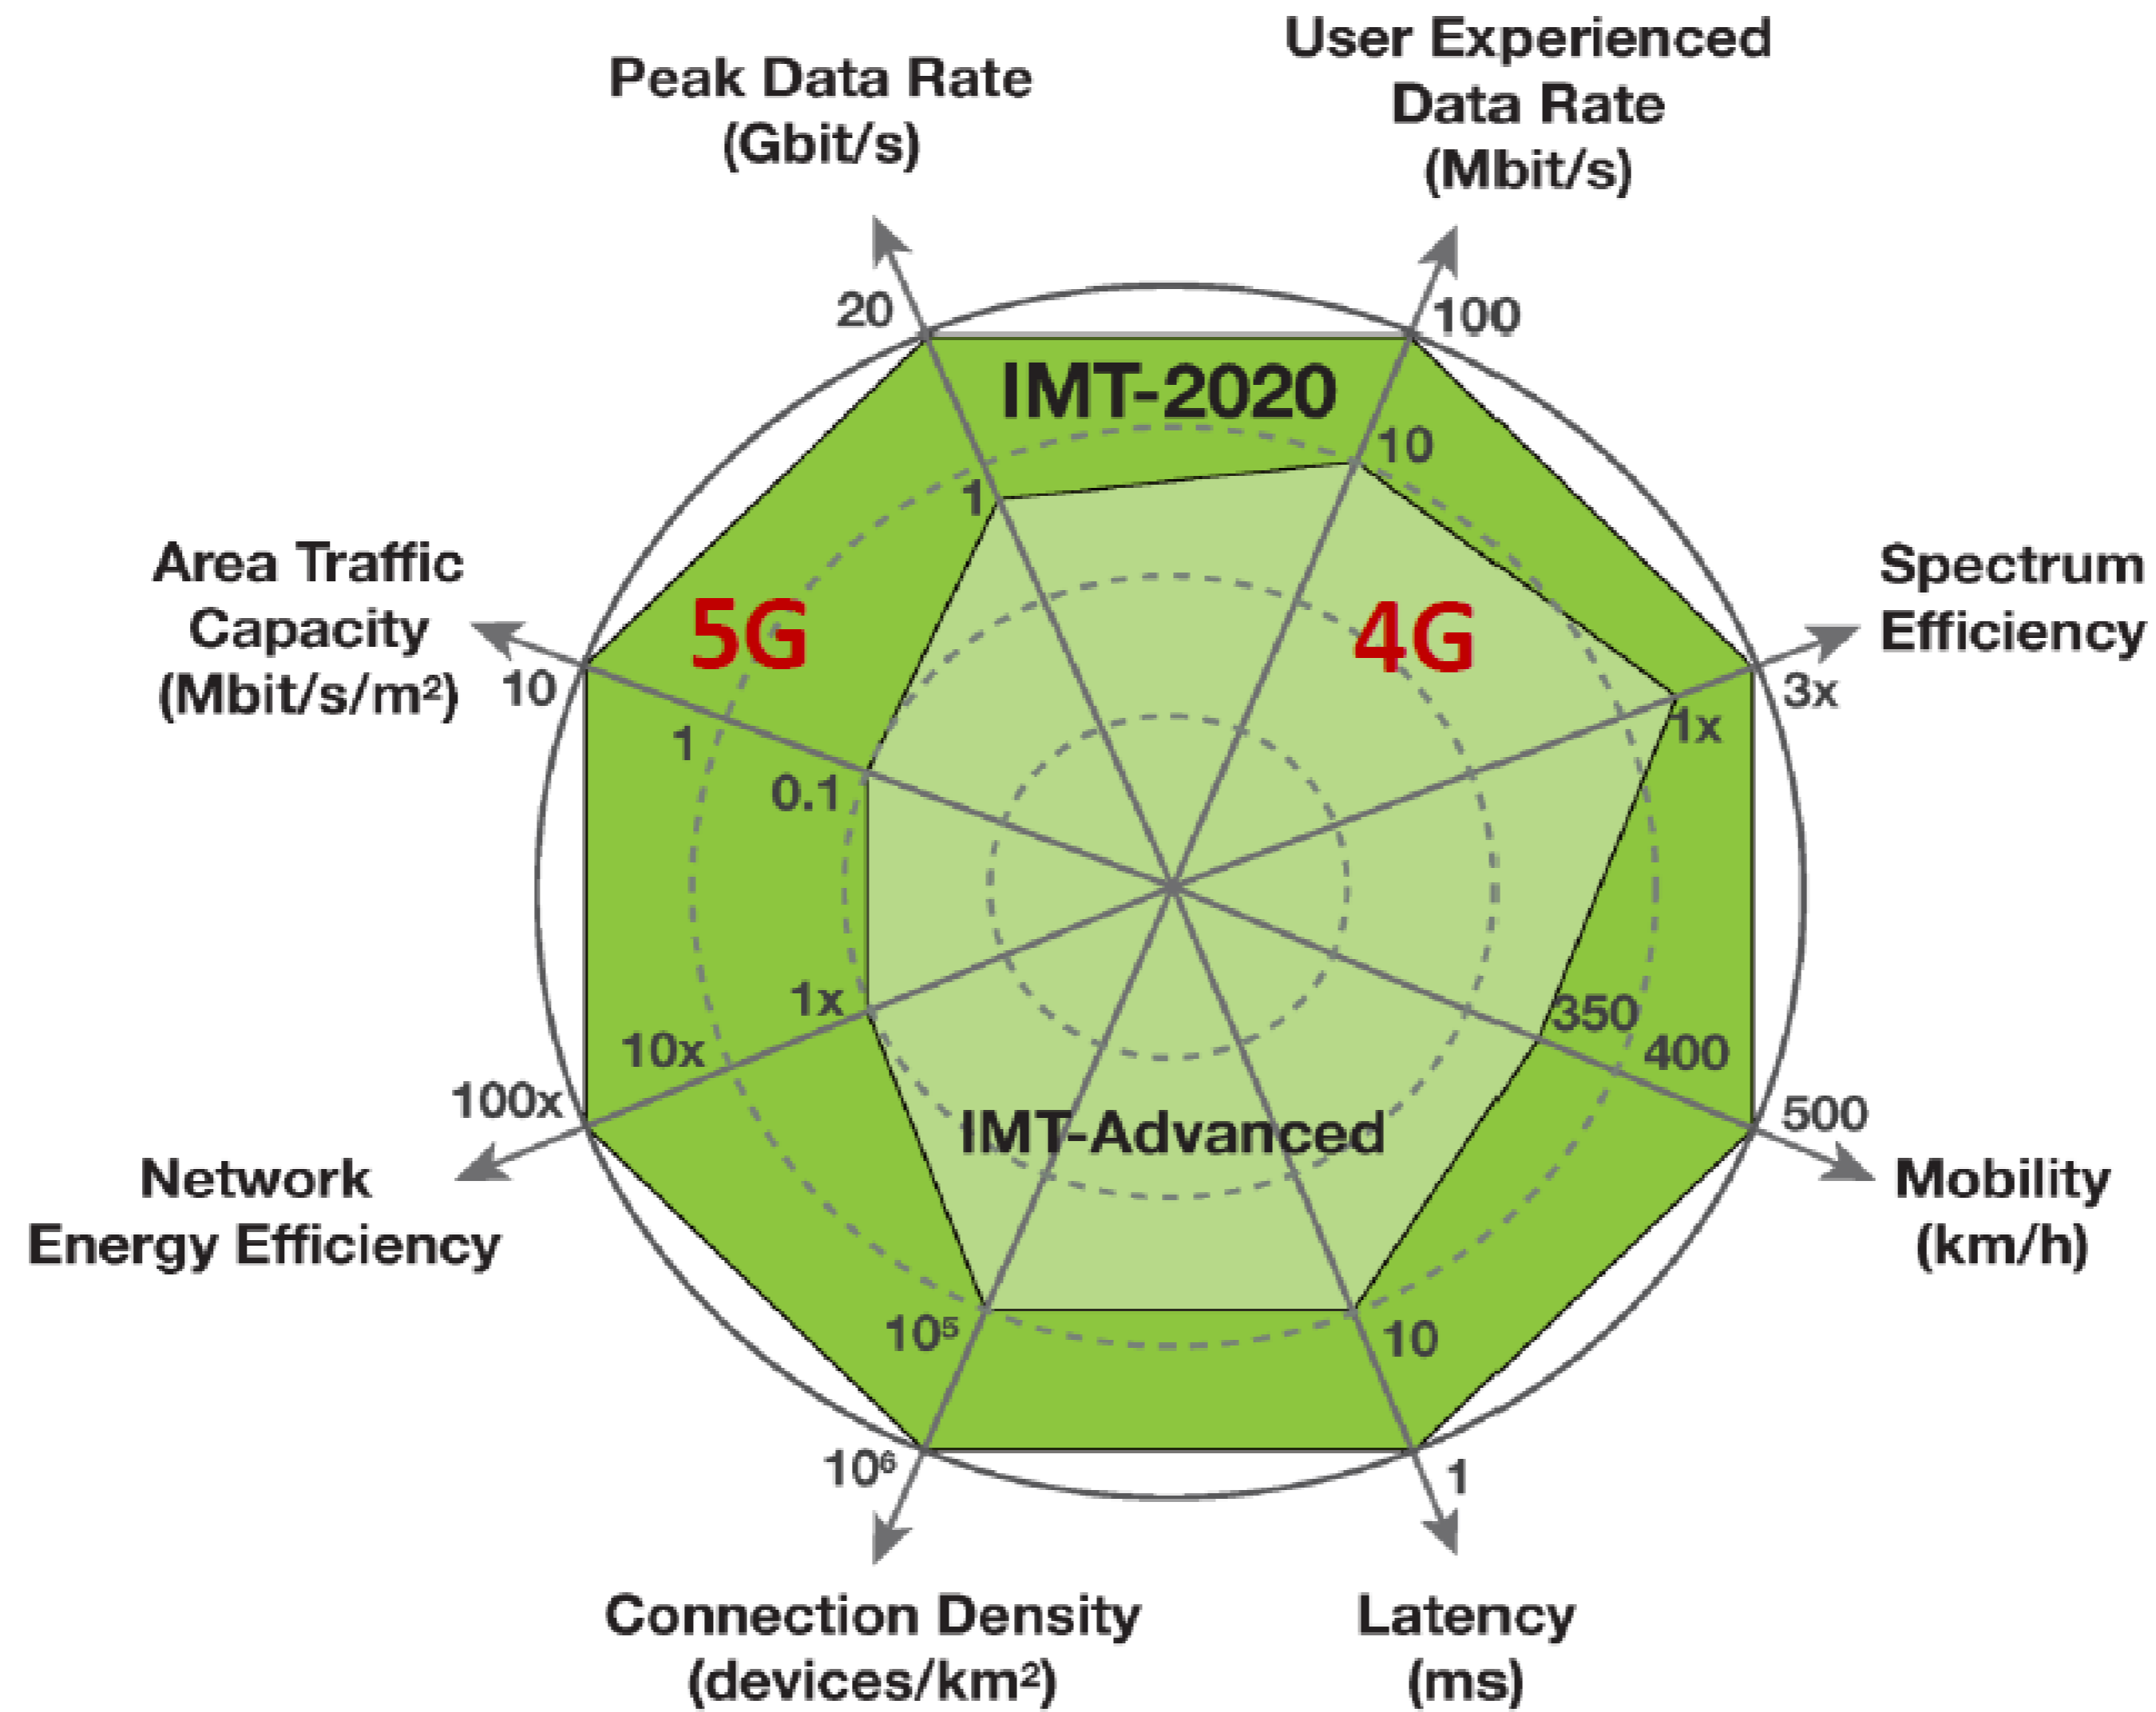 Peak Data Rate
(Gbit/s)
User Experienced
Data Rate
(Mbit/s)
20
100
IMT-2020
10
1
Area Traffic
Capacity
(Mbit/s/m²)
5G
4G
Spectrum
Efficiency
10
3x
1
1x
0.1
1x
350
10x
400
100x
500
Network
Energy Efficiency
IMT-Advanced
Mobility
(km/h)
10⁵
10
10⁶
1
Connection Density
(devices/km²)
Latency
(ms)